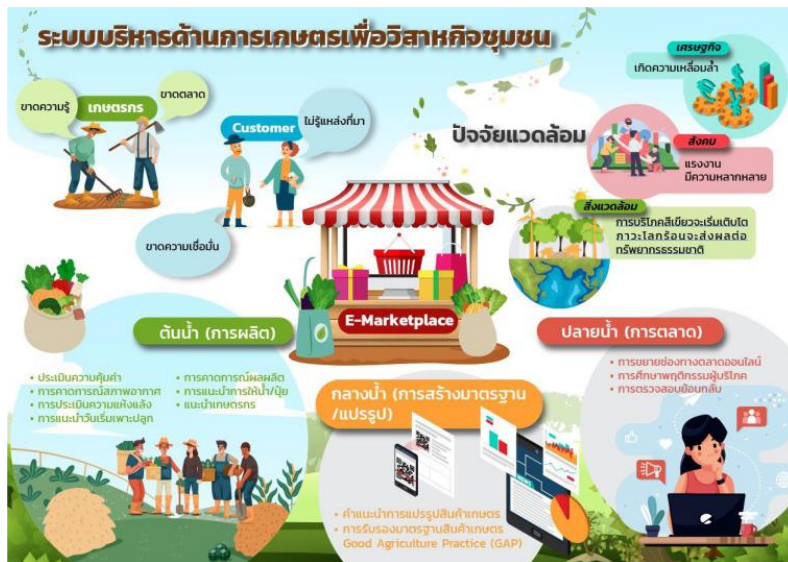 ระบบบริหารด้านการเกษตรเพื่อวิสาหกิจชุมชน
ขาดความรู้
เกษตรกร
ขาดตลาด
Customer
ไม่รู้แหล่งที่มา
ขาดความเชื่อมั่น
ปัจจัยแวดล้อม
เศรษฐกิจ
เกิดความเหลื่อมล้ำ
สังคม
แรงงาน
มีความหลากหลาย
สิ่งแวดล้อม
การบริโภคสีเขียวจะเริ่มเติบโต
ภาวะโลกร้อนจะส่งผลต่อ
ทรัพยากรธรรมชาติ
E-Marketplace
ต้นน้ำ (การผลิต)
• ประเมินความคุ้มค่า
• การคาดการณ์สภาพอากาศ
• การประเมินความแห้งแล้ง
• การแนะนำวันเริ่มเพาะปลูก
• การคาดการณ์ผลผลิต
• การแนะนำการให้น้ำ/ปุ๋ย
• แนะนำเกษตรกร
กลางน้ำ (การสร้างมาตรฐาน
/แปรรูป)
NEWS
• คำแนะนำการแปรรูปสินค้าเกษตร
• การรับรองมาตรฐานสินค้าเกษตร
Good Agriculture Practice (GAP)
ปลายน้ำ (การตลาด)
• การขยายช่องทางตลาดออนไลน์
• การศึกษาพฤติกรรมผู้บริโภค
• การตรวจสอบย้อนกลับ